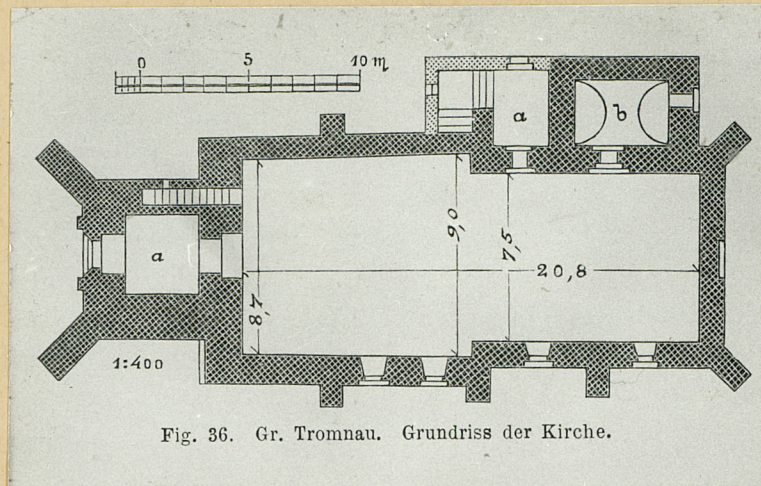 0 5 10 m
a b
a
8,7
9,0
7,5
20,8
1:400
Fig. 36. Gr. Tromnau. Grundriss der Kirche.